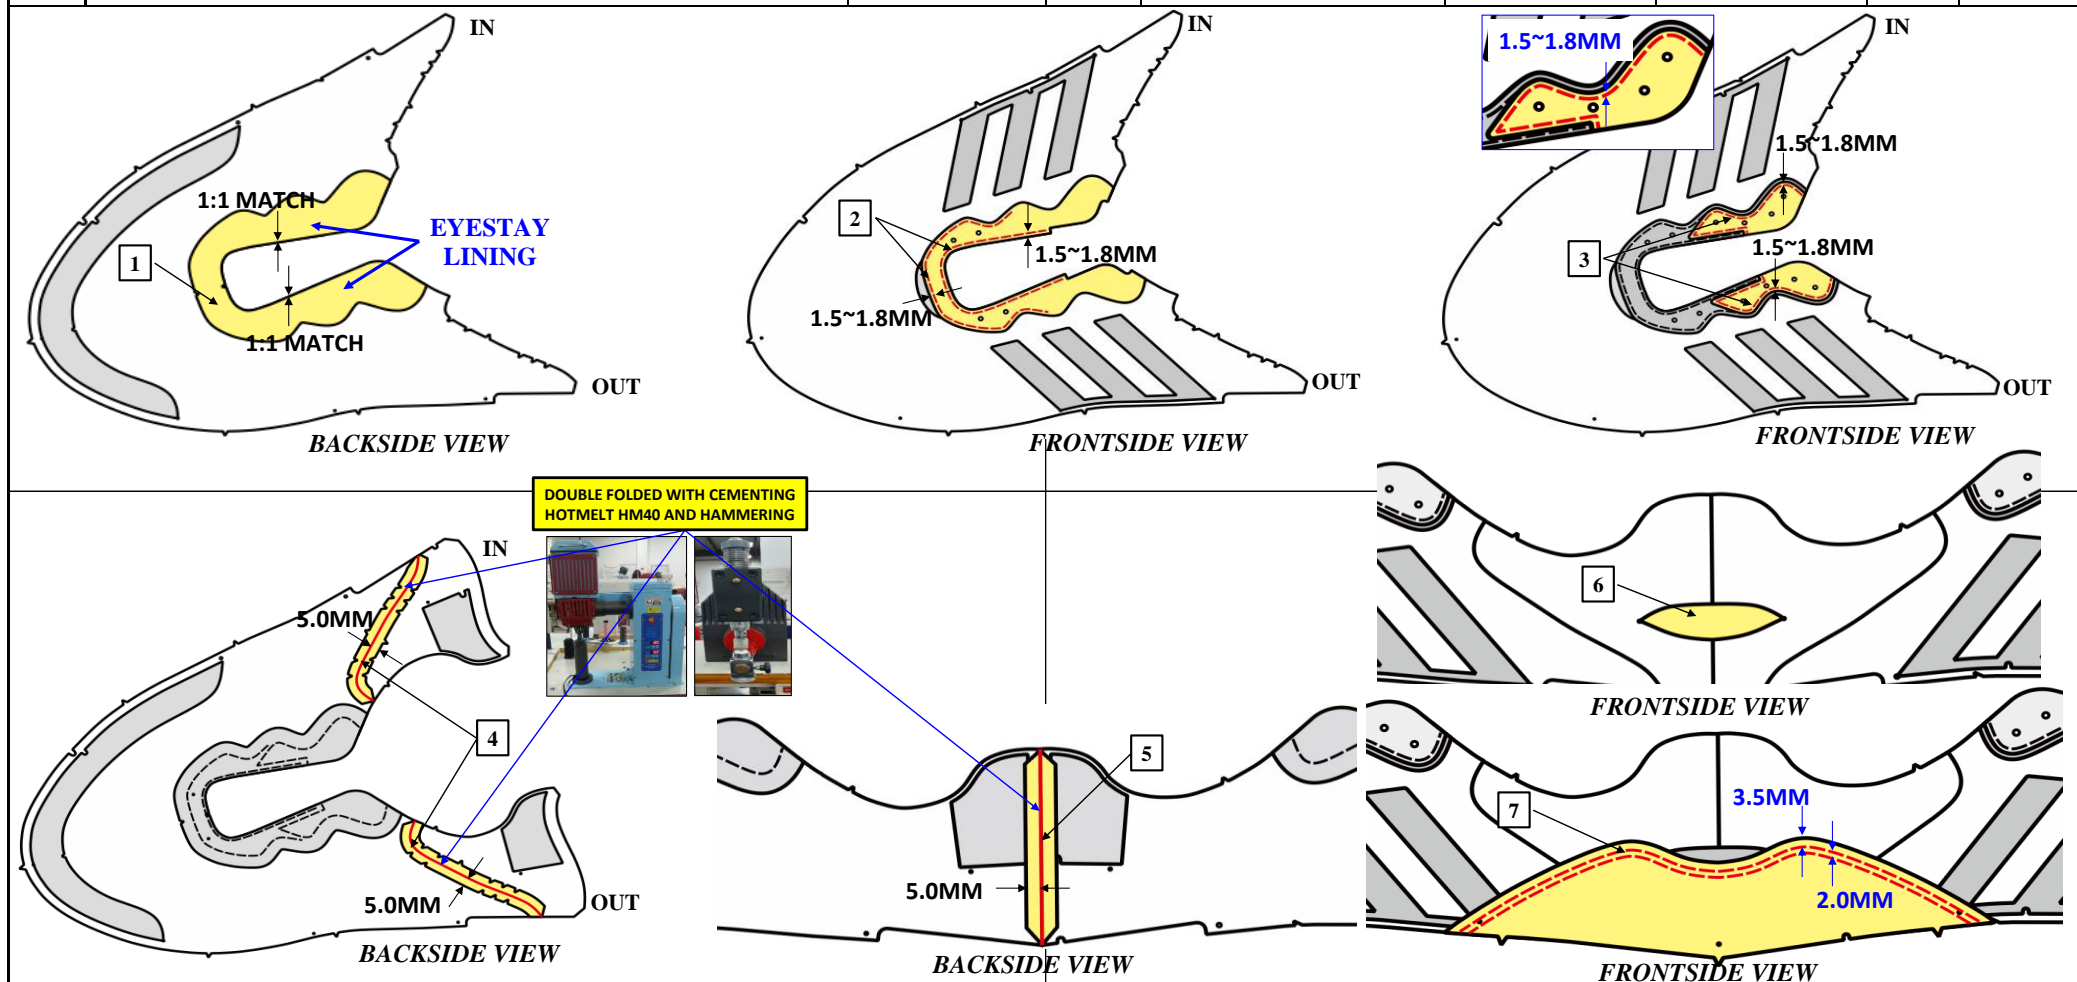 IN
1:1 MATCH
EYESTAY
LINING
1
1:1 MATCH
OUT
BACKSIDE VIEW
IN
2
1.5~1.8MM
1.5~1.8MM
OUT
FRONTSIDE VIEW
1.5~1.8MM
IN
1.5~1.8MM
1.5~1.8MM
3
OUT
FRONTSIDE VIEW
DOUBLE FOLDED WITH CEMENTING
HOTMELT HM40 AND HAMMERING
IN
5.0MM
4
5.0MM
OUT
BACKSIDE VIEW
5
5.0MM
BACKSIDE VIEW
6
FRONTSIDE VIEW
7
3.5MM
2.0MM
FRONTSIDE VIEW